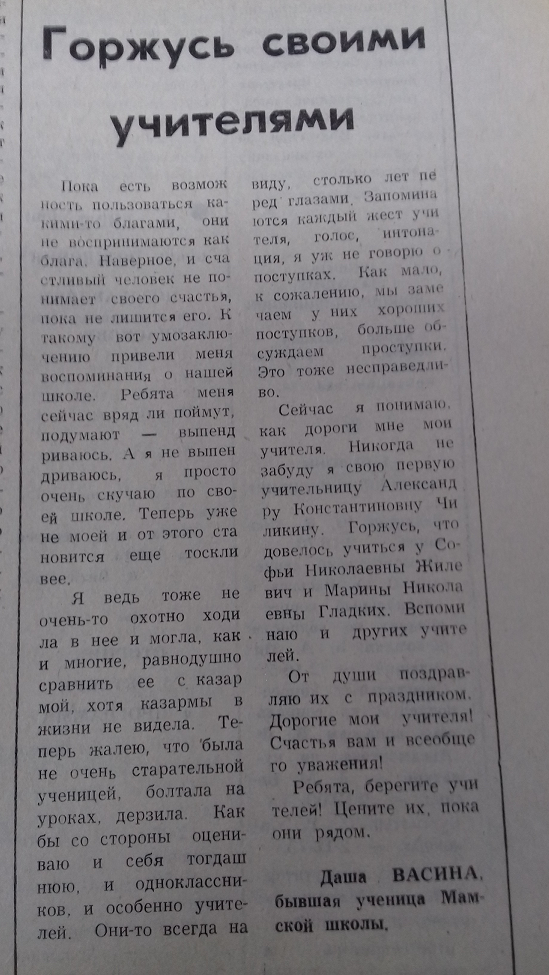 Горжусь своими
учителями
Пока есть возмож
ность пользоваться ка-
кими-то благами, они
не воспринимаются как
блага. Наверное, и сча
стливый человек не по-
нимает своего счастья,
пока не лишится его. К
такому вот умозаклю-
чению привели меня
воспоминания о нашей
школе. Ребята меня
сейчас вряд ли поймут,
подумают — выпенд
риваюсь. А я не выпен
дриваюсь, я просто
очень скучаю по сво-
ей школе. Теперь уже
не моей и от этого ста
новится еще тоскли
вее.
Я ведь тоже не
очень-то охотно ходи
ла в нее и могла, как
и многие, равнодушно
сравнить ее с казар
мой, хотя казармы в
жизни не видела. Те-
перь жалею, что была
не очень старательной
ученицей, болтала на
уроках, дерзила. Как
бы со стороны оцени-
ваю и себя тогдаш
нюю, и одноклассни-
ков, и особенно учите-
лей. Они-то всегда на
виду, столько лет пе
ред глазами. Запомина
ются каждый жест учи
теля, голос, интона-
ция, я уж не говорю о
поступках. Как мало,
к сожалению, мы заме
чаем у них хороших
поступков, больше об-
суждаем проступки.
Это тоже несправедли-
во.
Сейчас я понимаю,
как дороги мне мои
учителя. Никогда не
забуду я свою первую
учительницу Александ
ру Константиновну Чи
ликину. Горжусь, что
довелось учиться у Со-
фьи Николаевны Жиле
вич и Марины Никола
евны Гладких. Вспоми
наю и других учите
лей.
От души поздрав-
ляю их с праздником.
Дорогие мои учителя!
Счастья вам и всеобще
го уважения!
Ребята, берегите учи
телей! Цените их, пока
они рядом.
Даша ВАСИНА,
бывшая ученица Мам-
ской школы.